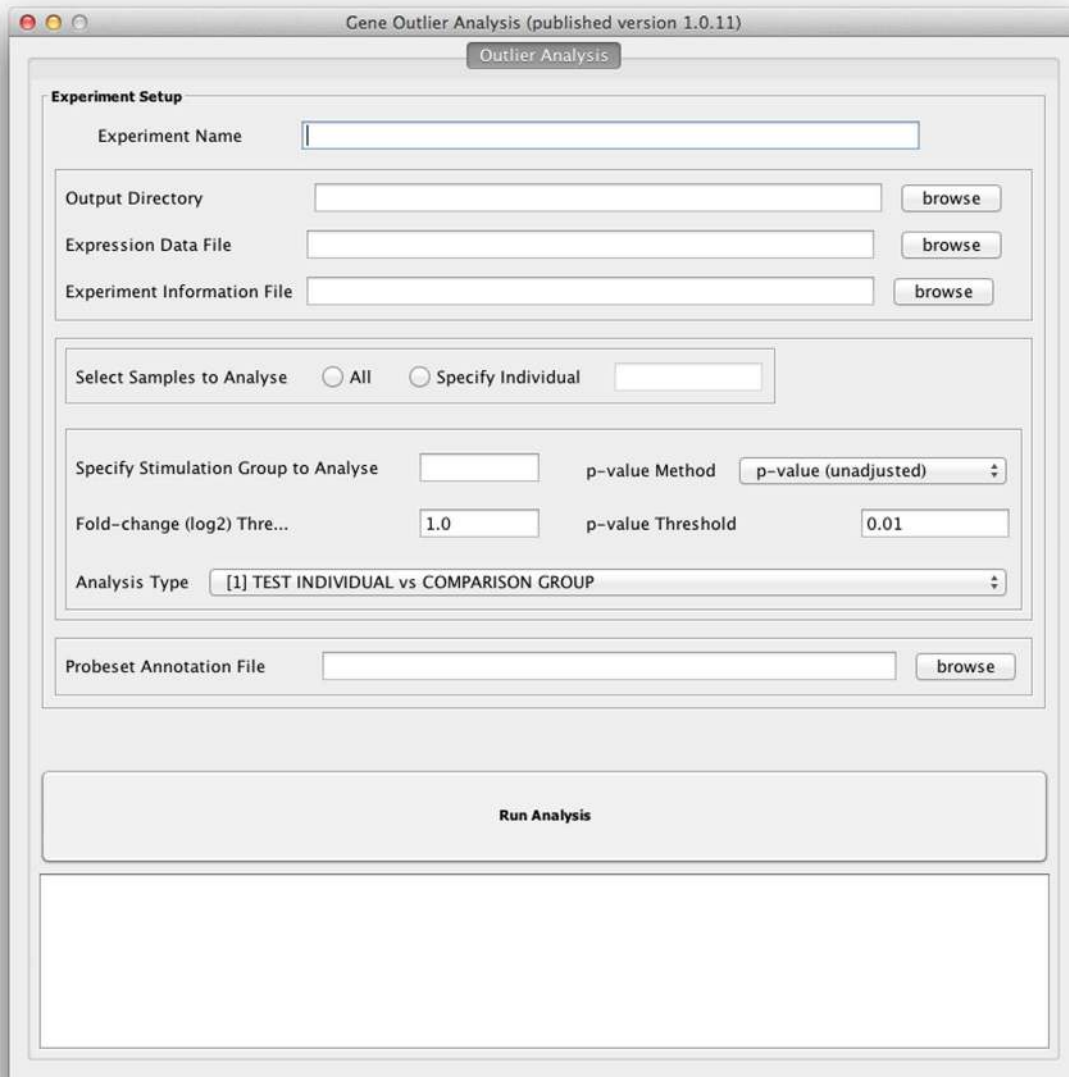 Gene Outlier Analysis (published version 1.0.11)
Outlier Analysis
Experiment Setup
Experiment Name
Output Directory browse
Expression Data File browse
Experiment Information File browse
Select Samples to Analyse All Specify Individual
Specify Stimulation Group to Analyse p-value Method p-value (unadjusted)
Fold-change (log2) Thre... 1.0 p-value Threshold 0.01
Analysis Type [1] TEST INDIVIDUAL vs COMPARISON GROUP
Probeset Annotation File browse
Run Analysis